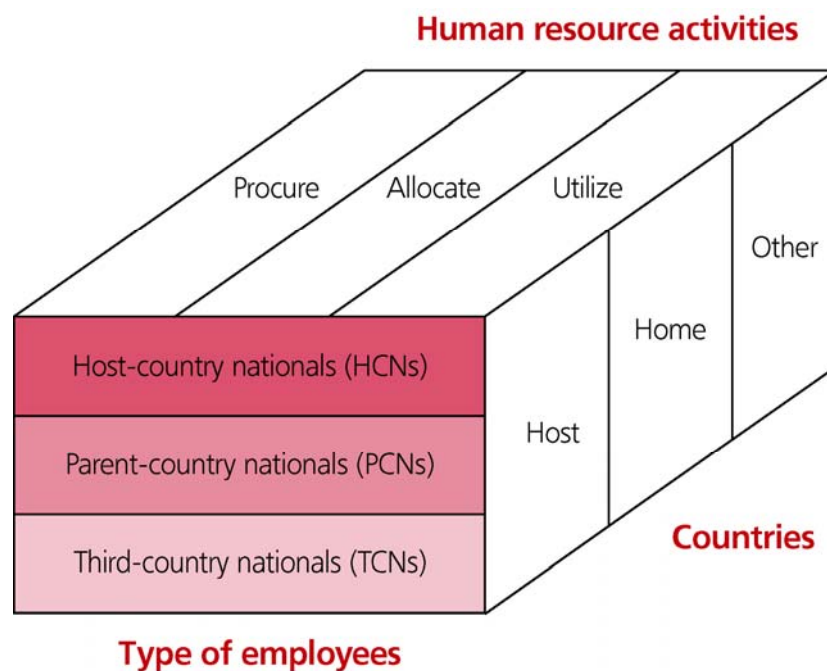 Human resource activities
Procure
Allocate
Utilize
Other
Home
Host
Host-country nationals (HCNs)
Parent-country nationals (PCNs)
Third-country nationals (TCNs)
Countries
Type of employees